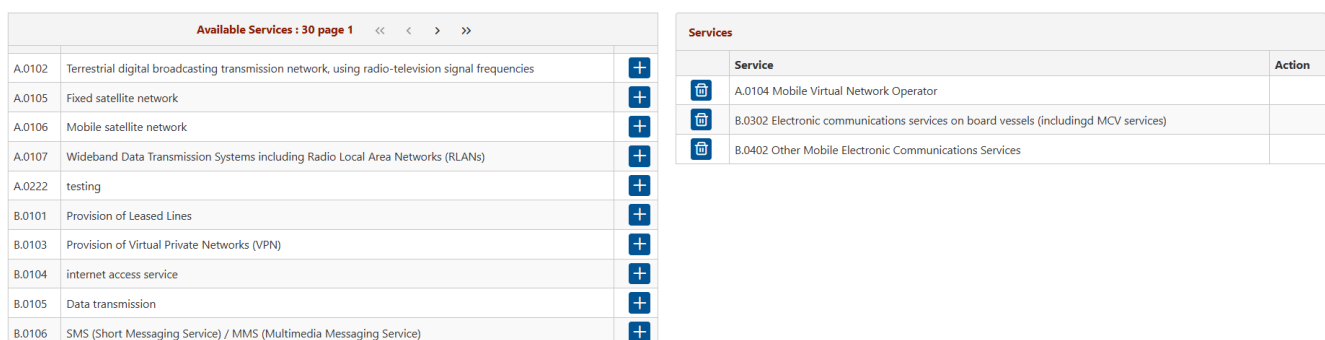 Available Services : 30 page 1
A.0102 Terrestrial digital broadcasting transmission network, using radio-television signal frequencies
A.0105 Fixed satellite network
A.0106 Mobile satellite network
A.0107 Wideband Data Transmission Systems including Radio Local Area Networks (RLANs)
A.0222 testing
B.0101 Provision of Leased Lines
B.0103 Provision of Virtual Private Networks (VPN)
B.0104 internet access service
B.0105 Data transmission
B.0106 SMS (Short Messaging Service) / MMS (Multimedia Messaging Service)
Services
Service Action
A.0104 Mobile Virtual Network Operator
B.0302 Electronic communications services on board vessels (includingd MCV services)
B.0402 Other Mobile Electronic Communications Services